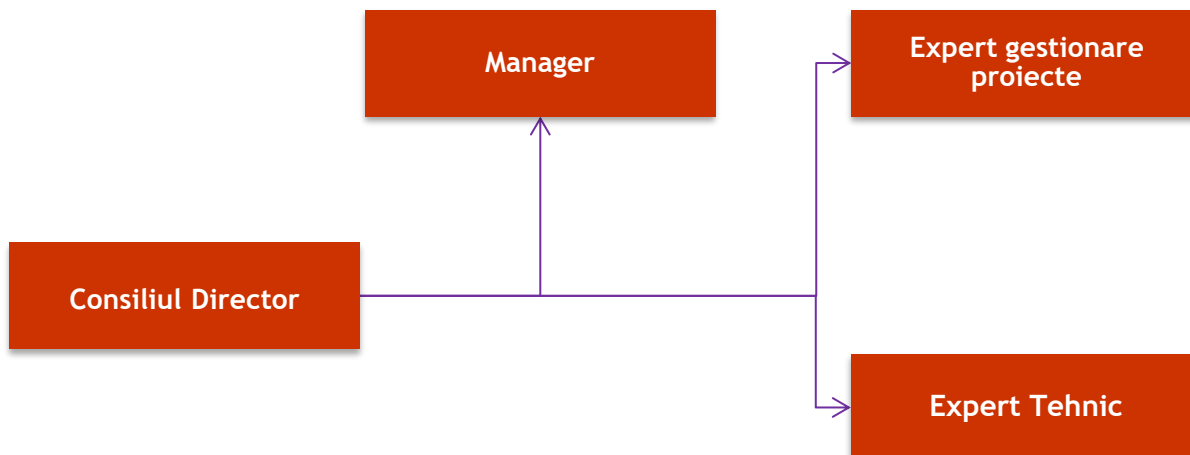 Manager
Expert gestionare
proiecte
Consiliul Director
Expert Tehnic